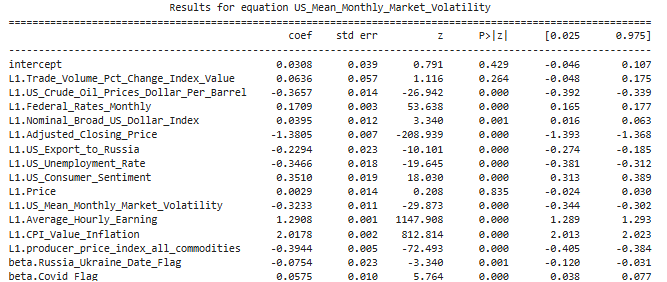 Results for equation US_Mean_Monthly_Market_Volatility
coef std err z P>|z| [0.025 0.975]
intercept 0.0308 0.039 0.791 0.429 -0.046 0.107
L1.Trade_Volume_Pct_Change_Index_Value 0.0636 0.057 1.116 0.264 -0.048 0.175
L1.US_Crude_Oil_Prices_Dollar_Per_Barrel -0.3657 0.014 -26.942 0.000 -0.392 -0.339
L1.Federal_Rates_Monthly 0.1709 0.003 53.638 0.000 0.165 0.177
L1.Nominal_Broad_US_Dollar_Index 0.0395 0.012 3.340 0.001 0.016 0.063
L1.Adjusted_Closing_Price -1.3805 0.007 -208.939 0.000 -1.393 -1.368
L1.US_Export_to_Russia -0.2294 0.023 -10.101 0.000 -0.274 -0.185
L1.US_Unemployment_Rate -0.3466 0.018 -19.645 0.000 -0.381 -0.312
L1.US_Consumer_Sentiment 0.3510 0.019 18.030 0.000 0.313 0.389
L1.Price 0.0029 0.014 0.208 0.835 -0.024 0.030
L1.US_Mean_Monthly_Market_Volatility -0.3233 0.011 -29.873 0.000 -0.344 -0.302
L1.Average_Hourly_Earning 1.2908 0.001 1147.908 0.000 1.289 1.293
L1.CPI_Value_Inflation 2.0178 0.002 812.814 0.000 2.013 2.023
L1.producer_price_index_all_commodities -0.3944 0.005 -72.493 0.000 -0.405 -0.384
beta.Russia_Ukraine_Date_Flag -0.0754 0.023 -3.340 0.001 -0.120 -0.031
beta.Covid_Flag 0.0575 0.010 5.764 0.000 0.038 0.077